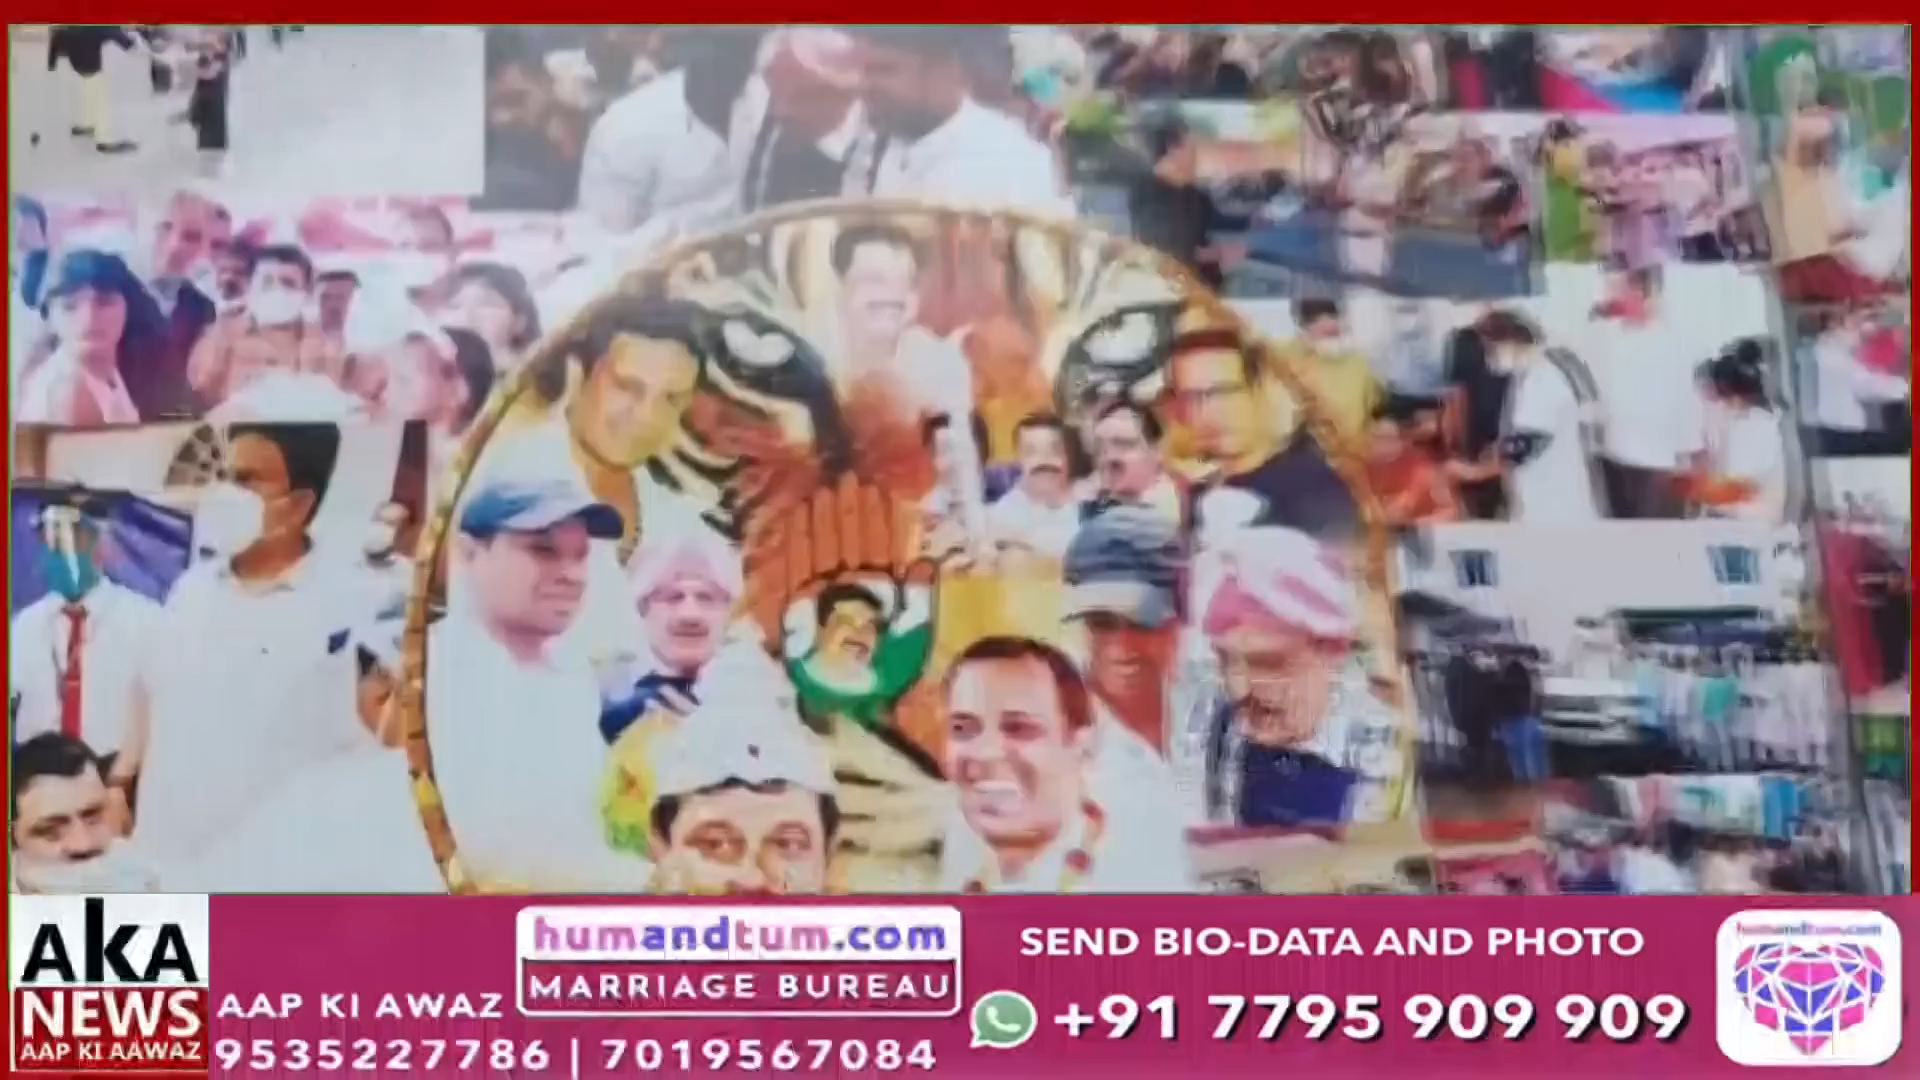 AKA
NEWS
AAP KI AAWAZ
AAP KI AWAZ
9535227786 | 7019567084
humandtum.com
MARRIAGE BUREAU
SEND BIO-DATA AND PHOTO
+91 7795 909 909
humandtum.com